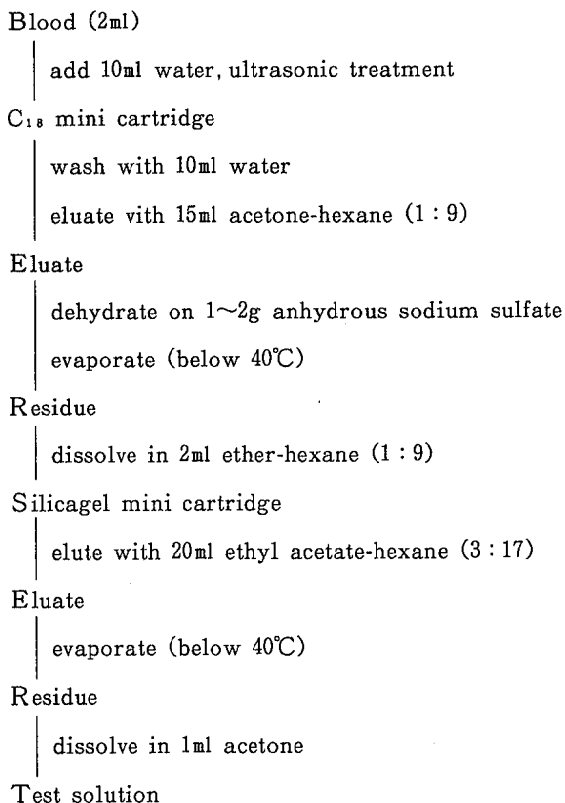 Blood (2ml)
add 10ml water, ultrasonic treatment
C₁₈ mini cartridge
wash with 10ml water
eluate vith 15ml acetone-hexane (1 : 9)
Eluate
dehydrate on 1~2g anhydrous sodium sulfate
evaporate (below 40℃)
Residue
dissolve in 2ml ether-hexane (1 : 9)
Silicagel mini cartridge
elute with 20ml ethyl acetate-hexane (3 : 17)
Eluate
evaporate (below 40℃)
Residue
dissolve in 1ml acetone
Test solution